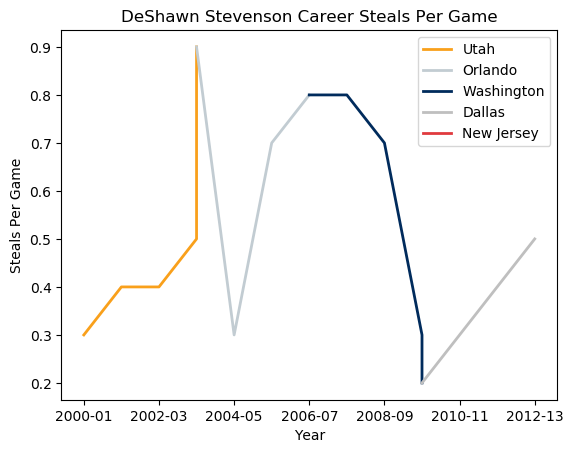 DeShawn Stevenson Career Steals Per Game
Steals Per Game
0.9
0.8
0.7
0.6
0.5
0.4
0.3
0.2
Utah
Orlando
Washington
Dallas
New Jersey
2000-01 2002-03 2004-05 2006-07 2008-09 2010-11 2012-13
Year